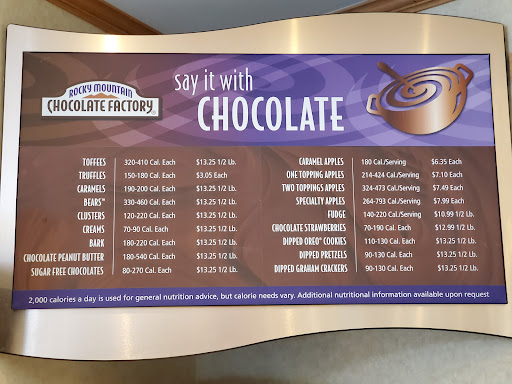 ROCKY MOUNTAIN
CHOCOLATE FACTORY
say it with
CHOCOLATE
TOFFEES 320-410 Cal. Each $13.25 1/2 Lb.
TRUFFLES 150-180 Cal. Each $3.05 Each
CARAMELS 190-200 Cal. Each $13.25 1/2 Lb.
BEARS™ 330-460 Cal. Each $13.25 1/2 Lb.
CLUSTERS 120-220 Cal. Each $13.25 1/2 Lb.
CREAMS 70-90 Cal. Each $13.25 1/2 Lb.
BARK 180-220 Cal. Each $13.25 1/2 Lb.
CHOCOLATE PEANUT BUTTER 180-540 Cal. Each $13.25 1/2 Lb.
SUGAR FREE CHOCOLATES 80-270 Cal. Each $13.25 1/2 Lb.
CARAMEL APPLES 180 Cal./Serving $6.35 Each
ONE TOPPING APPLES 214-424 Cal./Serving $7.10 Each
TWO TOPPINGS APPLES 324-473 Cal./Serving $7.49 Each
SPECIALTY APPLES 264-793 Cal./Serving $7.99 Each
FUDGE 140-220 Cal./Serving $10.99 1/2 Lb.
CHOCOLATE STRAWBERRIES 70-190 Cal. Each $12.99 1/2 Lb.
DIPPED OREO® COOKIES 110-130 Cal. Each $13.25 1/2 Lb.
DIPPED PRETZELS 90-130 Cal. Each $13.25 1/2 Lb.
DIPPED GRAHAM CRACKERS 90-130 Cal. Each $13.25 1/2 Lb.
2,000 calories a day is used for general nutrition advice, but calorie needs vary. Additional nutritional information available upon request